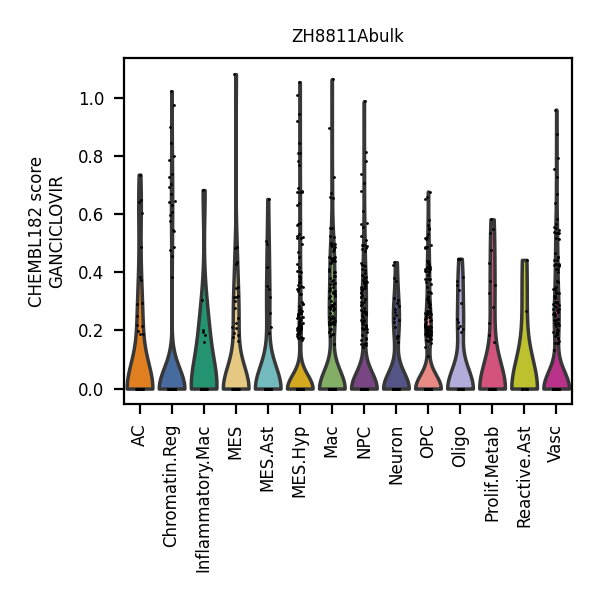 ZH8811Abulk
CHEMBL182 score
GANCICLOVIR
1.0
0.8
0.6
0.4
0.2
0.0
AC
Chromatin.Reg
Inflammatory.Mac
MES
MES.Ast
MES.Hyp
Mac
NPC
Neuron
OPC
Oligo
Prolif.Metab
Reactive.Ast
Vasc